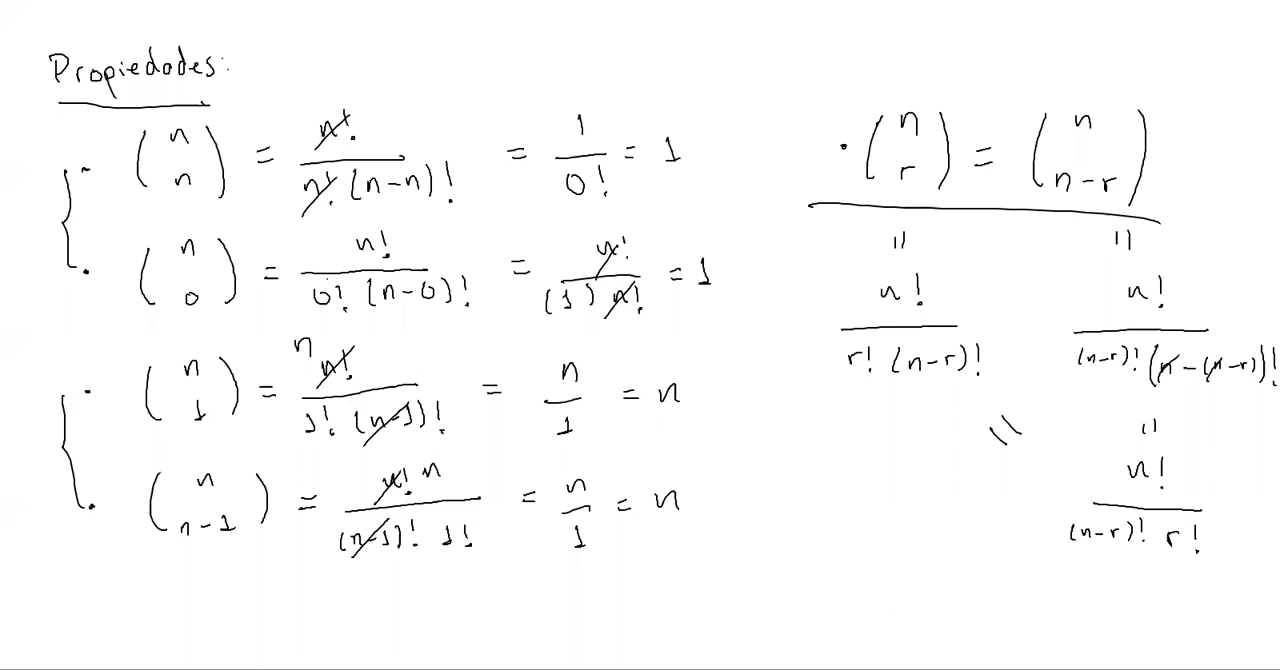 Propiedades:
· (n n) = n! / n! (n-n)! = 1 / 0! = 1
· (n 0) = n! / 0! (n-0)! = n! / (1) n! = 1
· (n 1) = n! n / 1! (n-1)! = n / 1 = n
· (n n-1) = n! n / (n-1)! 1! = n / 1 = n
· (n r) = (n n-r)
= =
n! / r! (n-r)!
n! / (n-r)! (n-(n-r))!
= =
n! / (n-r)! r!